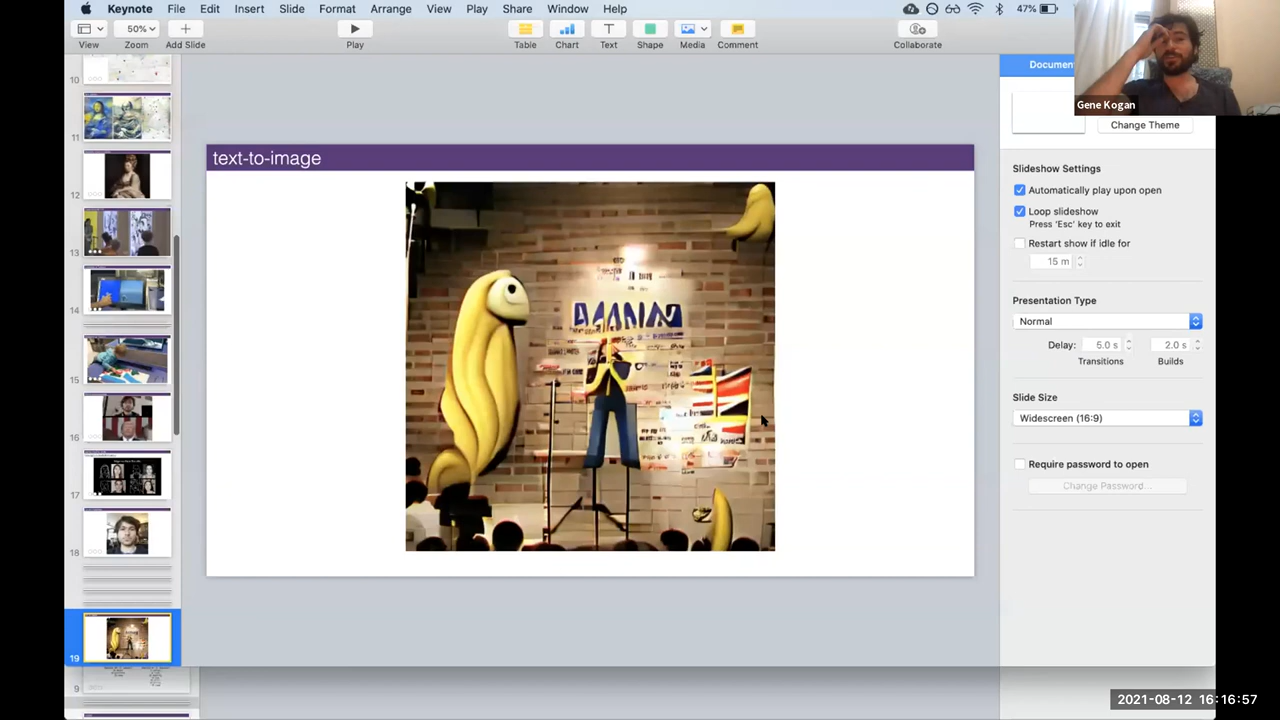 Keynote File Edit Insert Slide Format Arrange View Play Share Window Help
47%
50%
View Zoom Add Slide Play Table Chart Text Shape Media Comment Collaborate
Gene Kogan
Document
Change Theme
Slideshow Settings
Automatically play upon open
Loop slideshow
Press 'Esc' key to exit
Restart show if idle for
15 m
Presentation Type
Normal
Delay: 5.0 s 2.0 s
Transitions Builds
Slide Size
Widescreen (16:9)
Require password to open
Change Password...
text-to-image
10
11
12
13
14
15
16
17
18
19
9
2021-08-12 16:16:57